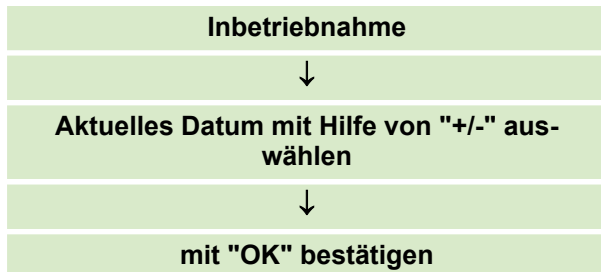 Inbetriebnahme
↓
Aktuelles Datum mit Hilfe von "+/-" aus-
wählen
↓
mit "OK" bestätigen